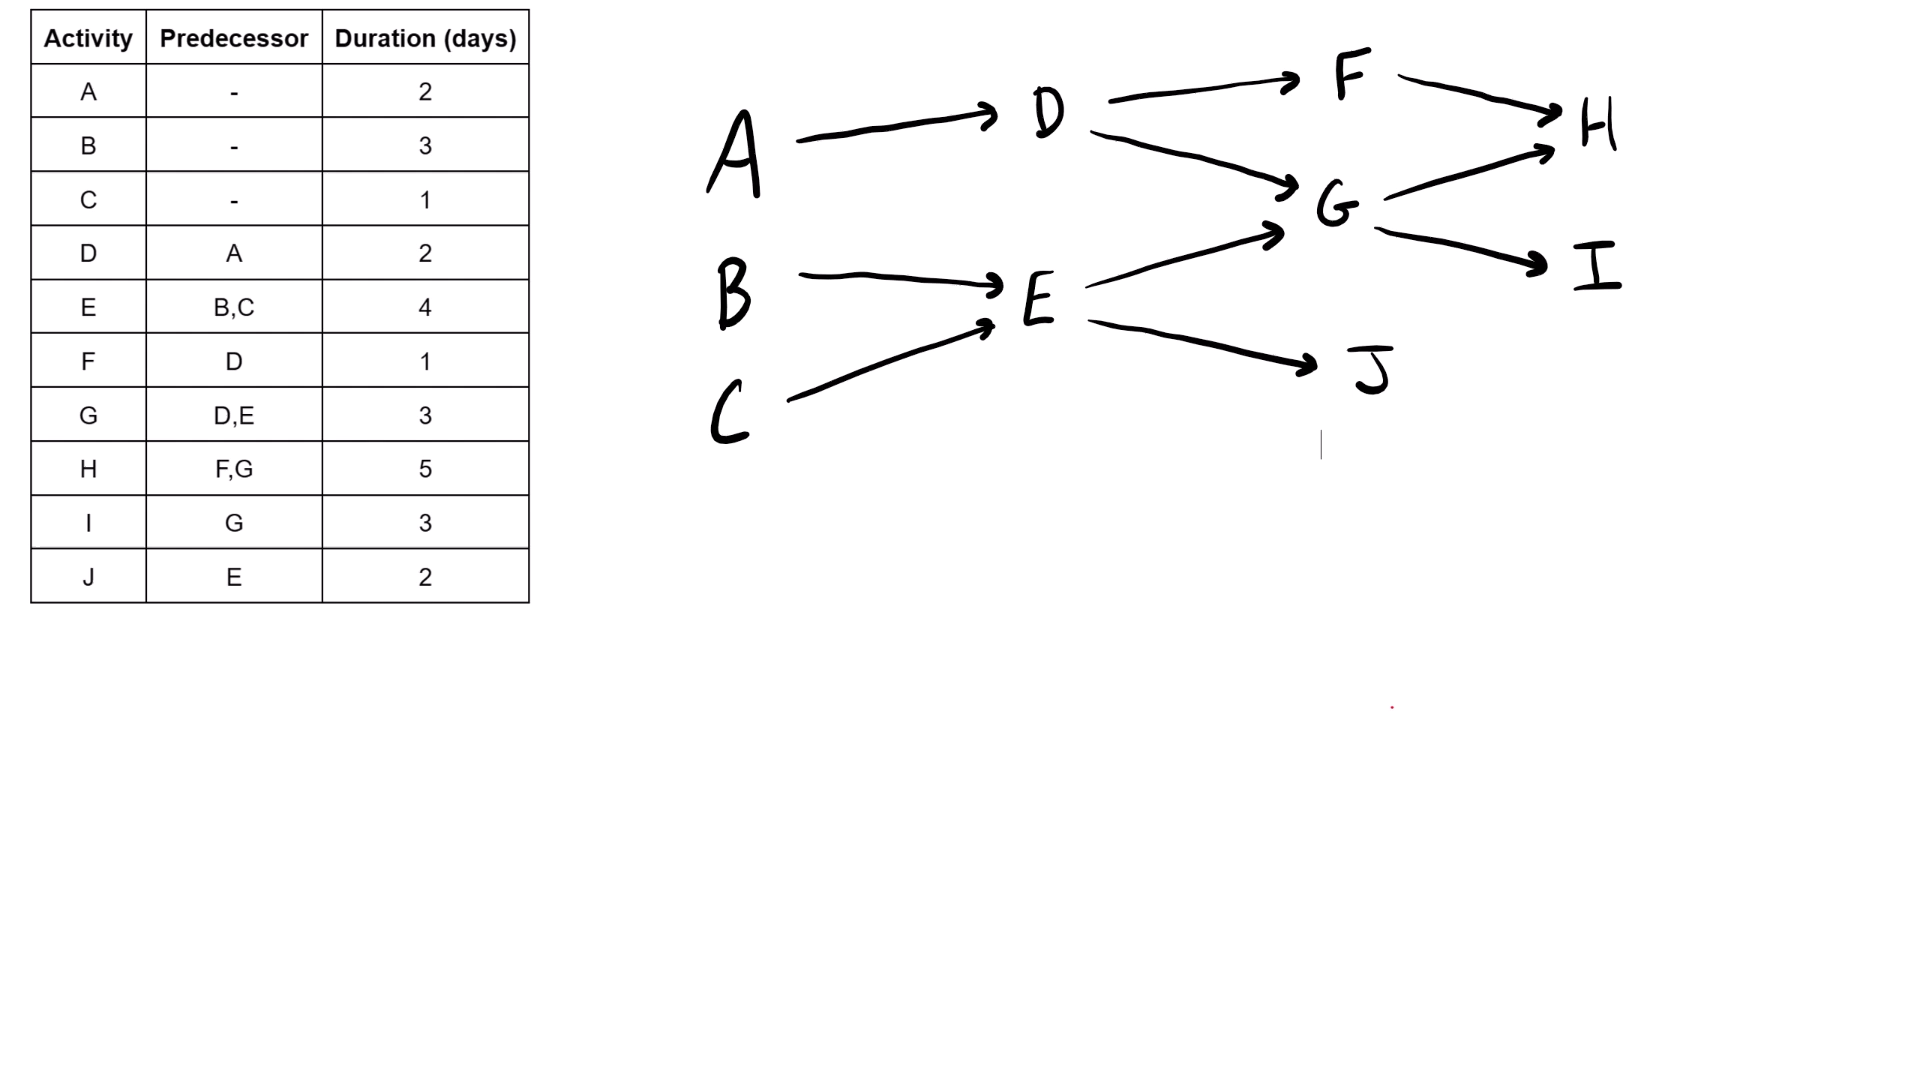 Activity Predecessor Duration (days)
A - 2
B - 3
C - 1
D A 2
E B,C 4
F D 1
G D,E 3
H F,G 5
I G 3
J E 2
A D F H
B E G I
C J